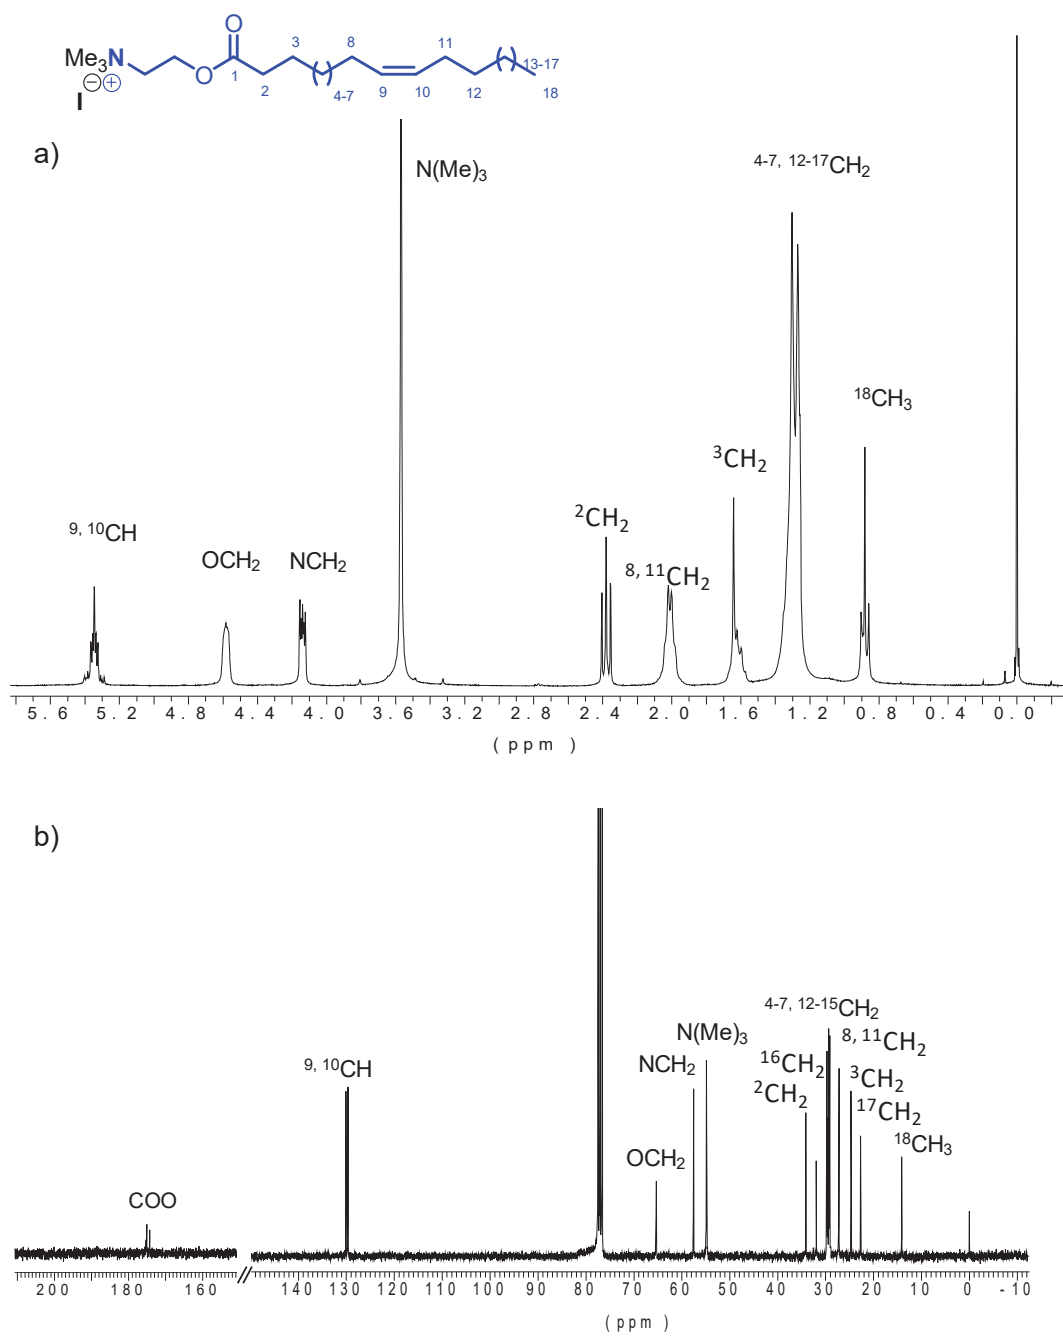 O
Me₃N
3
8
11
13-17
O
1
I⊖⊕
2
4-7
9
10
12
18
a)
N(Me)₃
⁴⁻⁷, ¹²⁻¹⁷CH₂
¹⁸CH₃
³CH₂
²CH₂
⁹, ¹⁰CH
OCH₂
NCH₂
⁸, ¹¹CH₂
5.6 5.2 4.8 4.4 4.0 3.6 3.2 2.8 2.4 2.0 1.6 1.2 0.8 0.4 0.0
(ppm)
b)
⁴⁻⁷, ¹²⁻¹⁵CH₂
N(Me)₃
⁸, ¹¹CH₂
⁹, ¹⁰CH
NCH₂
¹⁶CH₂
³CH₂
²CH₂
¹⁷CH₂
OCH₂
¹⁸CH₃
COO
200 180 160 140 130 120 110 100 90 80 70 60 50 40 30 20 10 0 -10
(ppm)